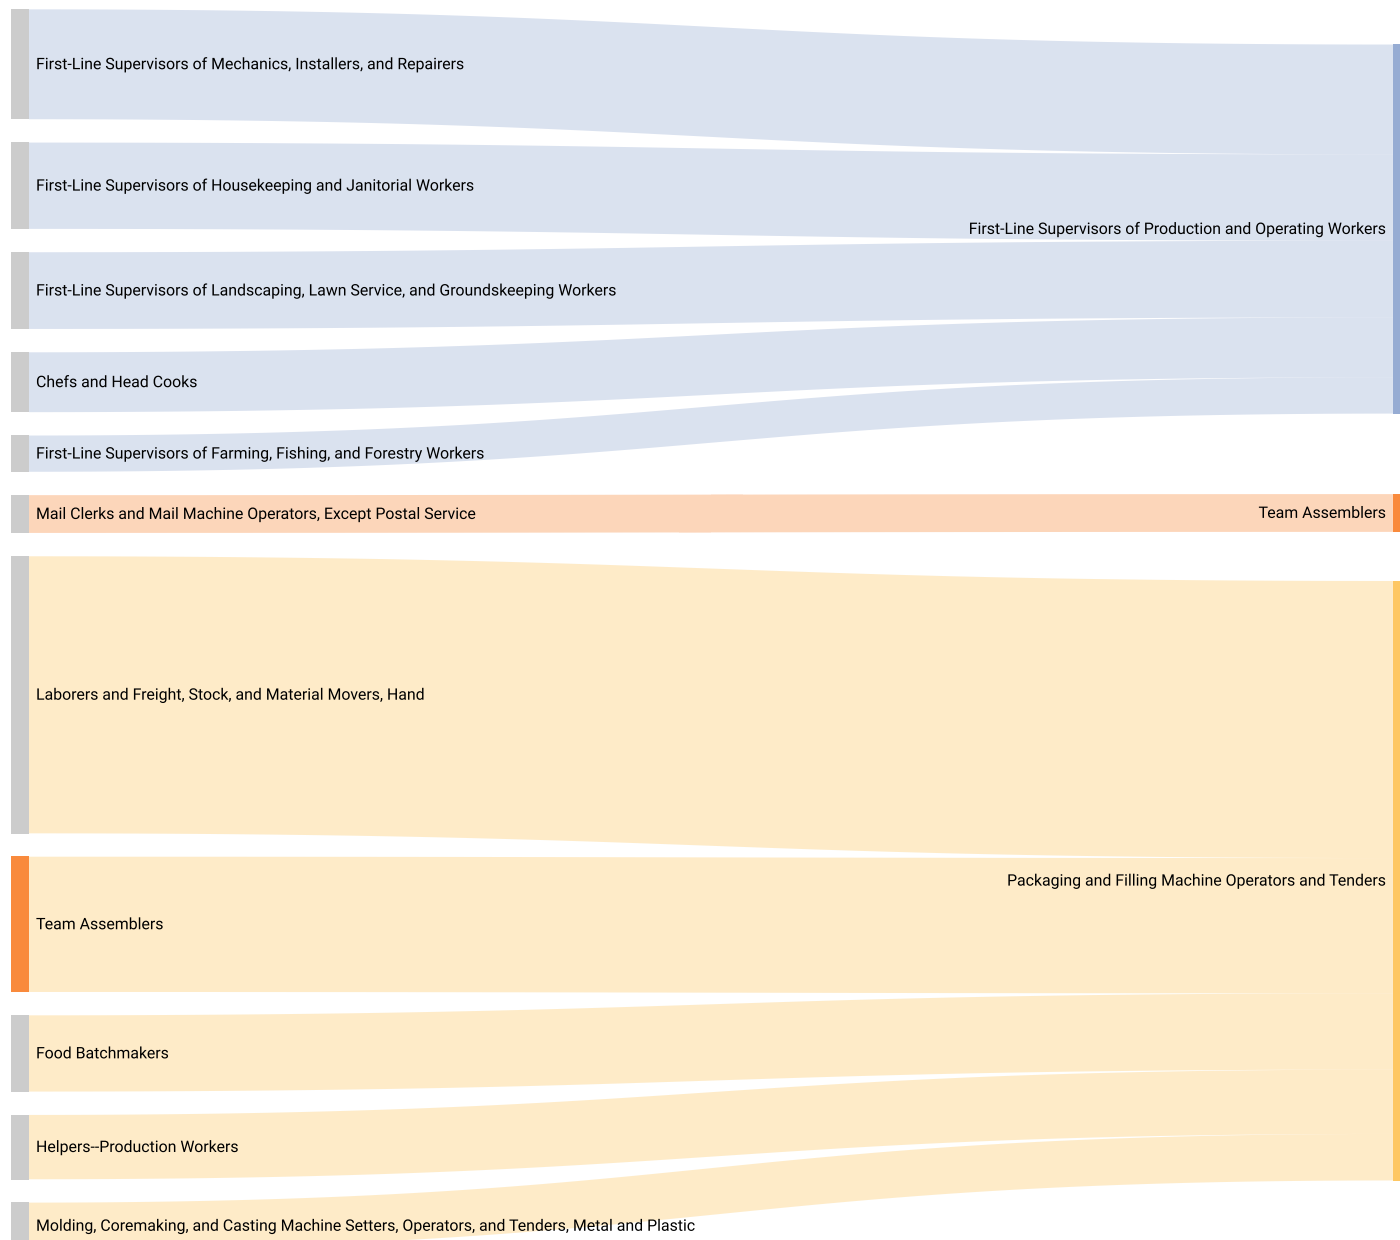 First-Line Supervisors of Mechanics, Installers, and Repairers
First-Line Supervisors of Housekeeping and Janitorial Workers
First-Line Supervisors of Production and Operating Workers
First-Line Supervisors of Landscaping, Lawn Service, and Groundskeeping Workers
Chefs and Head Cooks
First-Line Supervisors of Farming, Fishing, and Forestry Workers
Mail Clerks and Mail Machine Operators, Except Postal Service
Team Assemblers
Laborers and Freight, Stock, and Material Movers, Hand
Packaging and Filling Machine Operators and Tenders
Team Assemblers
Food Batchmakers
Helpers--Production Workers
Molding, Coremaking, and Casting Machine Setters, Operators, and Tenders, Metal and Plastic